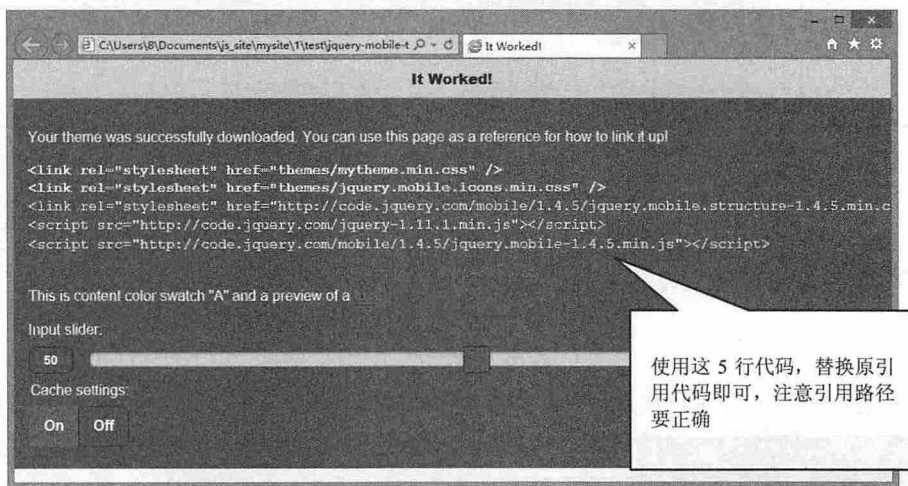 C:\Users\8\Documents\js_site\mysite\1\test\jquery-mobile-t
It Worked!
It Worked!
Your theme was successfully downloaded. You can use this page as a reference for how to link it up!
<link rel="stylesheet" href="themes/mytheme.min.css" />
<link rel="stylesheet" href="themes/jquery.mobile.icons.min.css" />
<link rel="stylesheet" href="http://code.jquery.com/mobile/1.4.5/jquery.mobile.structure-1.4.5.min.c
<script src="http://code.jquery.com/jquery-1.11.1.min.js"></script>
<script src="http://code.jquery.com/mobile/1.4.5/jquery.mobile-1.4.5.min.js"></script>
This is content color swatch "A" and a preview of a
Input slider:
50
Cache settings:
On Off
使用这 5 行代码，替换原引
用代码即可，注意引用路径
要正确